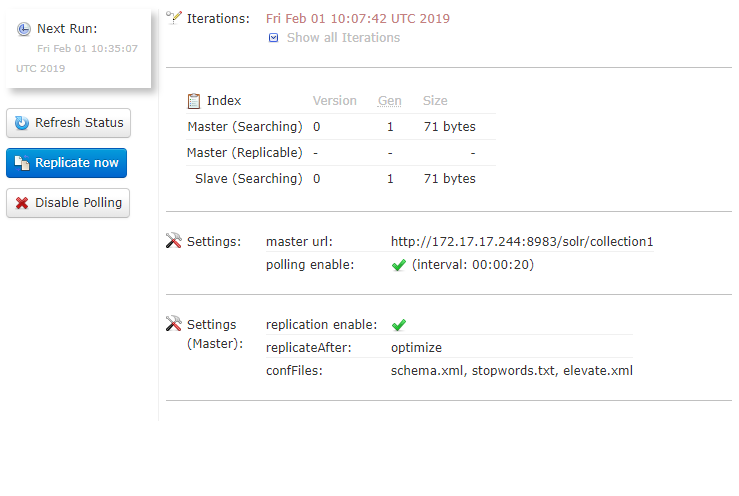 Next Run:
Fri Feb 01 10:35:07
UTC 2019
Refresh Status
Replicate now
Disable Polling
Iterations: Fri Feb 01 10:07:42 UTC 2019
Show all Iterations
Index Version Gen Size
Master (Searching) 0 1 71 bytes
Master (Replicable) - - -
Slave (Searching) 0 1 71 bytes
Settings: master url: http://172.17.17.244:8983/solr/collection1
polling enable: (interval: 00:00:20)
Settings replication enable:
(Master): replicateAfter: optimize
confFiles: schema.xml, stopwords.txt, elevate.xml